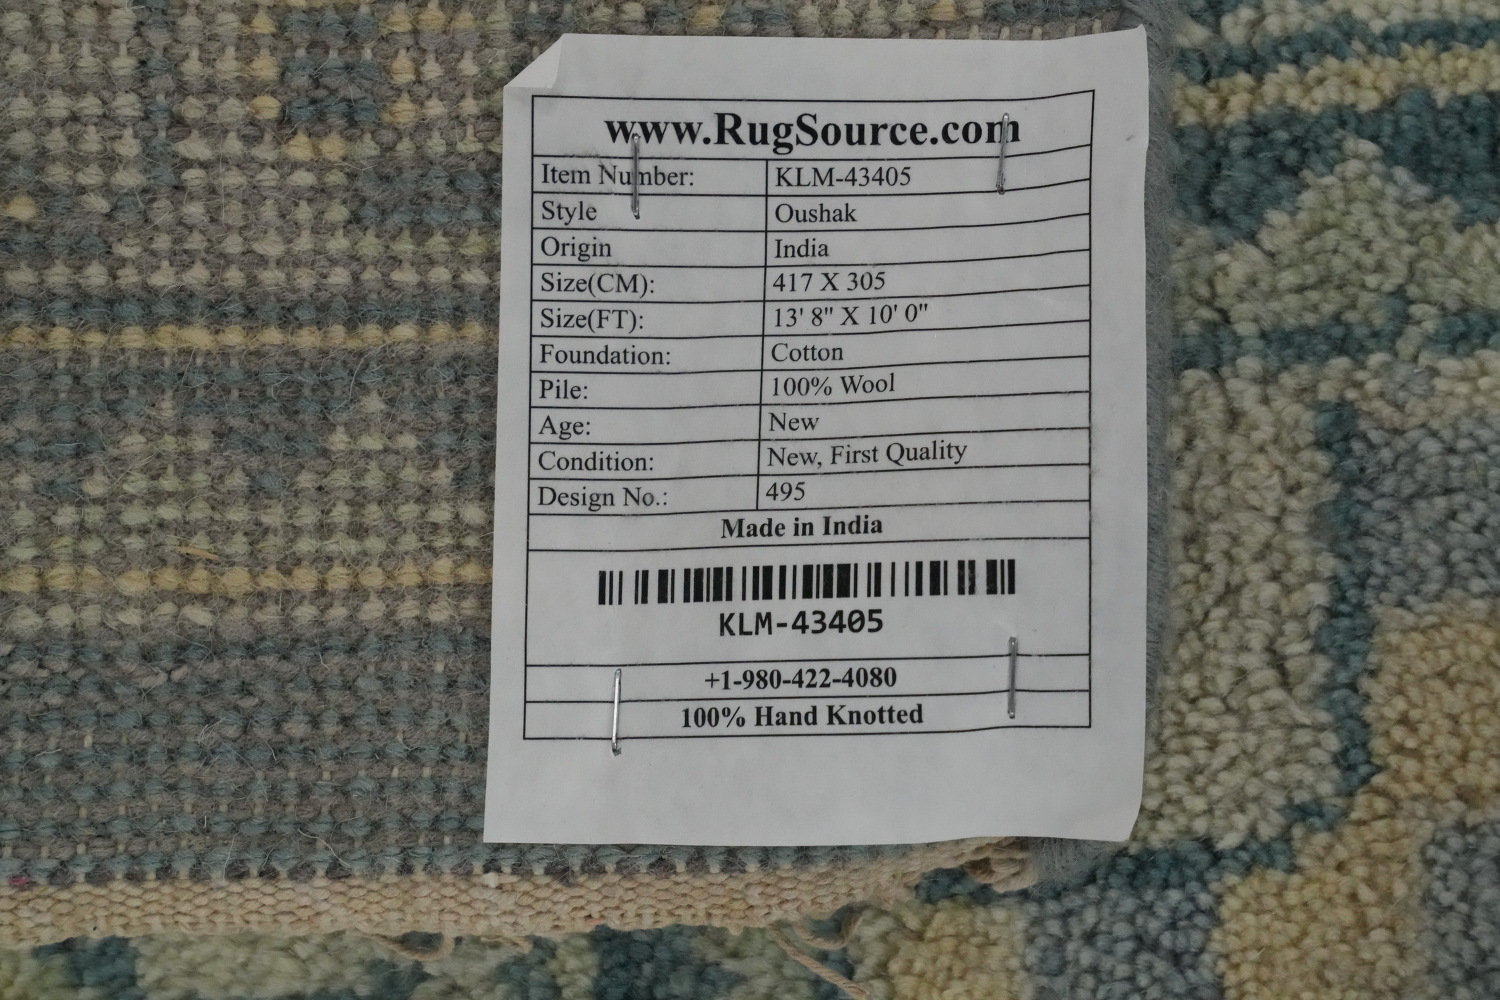 www.RugSource.com
Item Number: KLM-43405
Style Oushak
Origin India
Size(CM): 417 X 305
Size(FT): 13' 8" X 10' 0"
Foundation: Cotton
Pile: 100% Wool
Age: New
Condition: New, First Quality
Design No.: 495
Made in India
KLM-43405
+1-980-422-4080
100% Hand Knotted